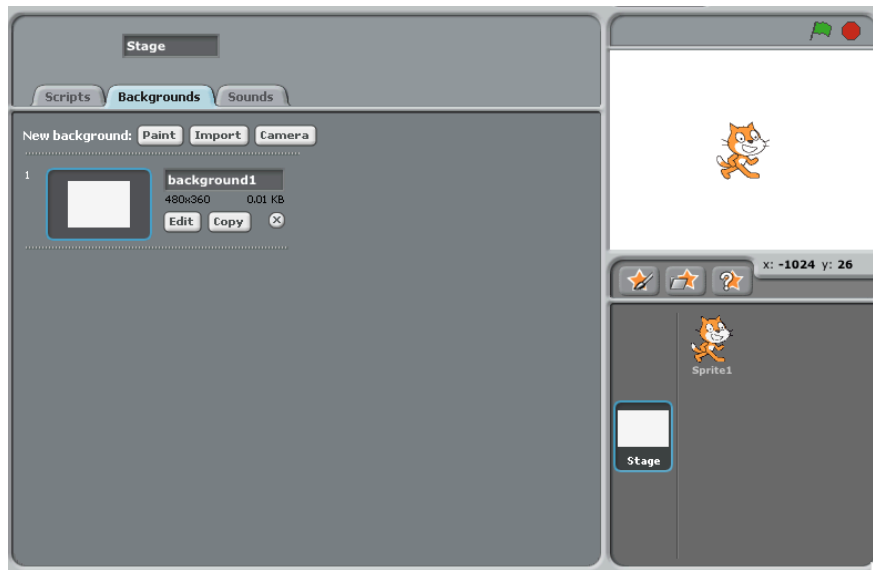 Stage
Scripts Backgrounds Sounds
New background: Paint Import Camera
1
background1
480x360 0.01 KB
Edit Copy
x: -1024 y: 26
Sprite1
Stage